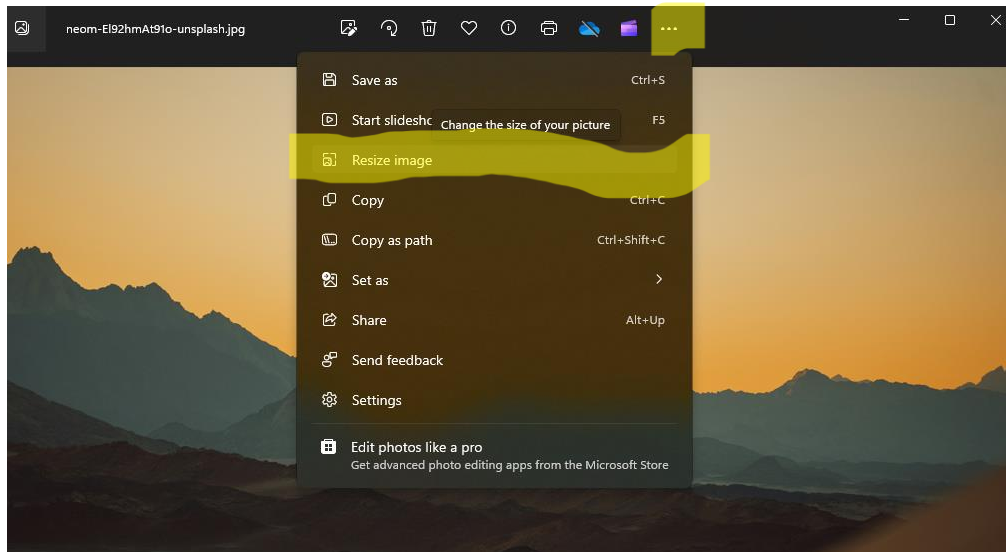 neom-El92hmAt91o-unsplash.jpg
Save as Ctrl+S
Start slidesho F5
Change the size of your picture
Resize image
Copy Ctrl+C
Copy as path Ctrl+Shift+C
Set as
Share Alt+Up
Send feedback
Settings
Edit photos like a pro
Get advanced photo editing apps from the Microsoft Store